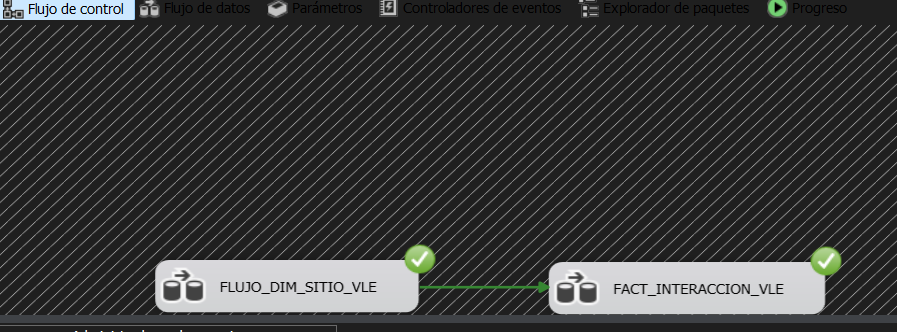 Flujo de control Flujo de datos Parámetros Controladores de eventos Explorador de paquetes Progreso
FLUJO_DIM_SITIO_VLE
FACT_INTERACCION_VLE